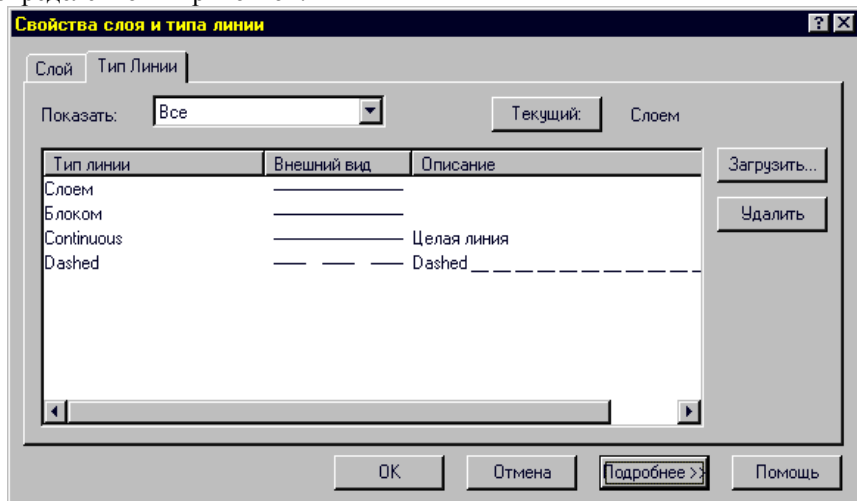 Свойства слоя и типа линии
Слой Тип Линии
Показать: Все Текущий: Слоем
Тип линии Внешний вид Описание
Загрузить...
Слоем
Блоком
Удалить
Continuous Целая линия
Dashed Dashed _ _ _ _ _ _ _ _ _ _ _
ОК Отмена Подробнее >> Помощь